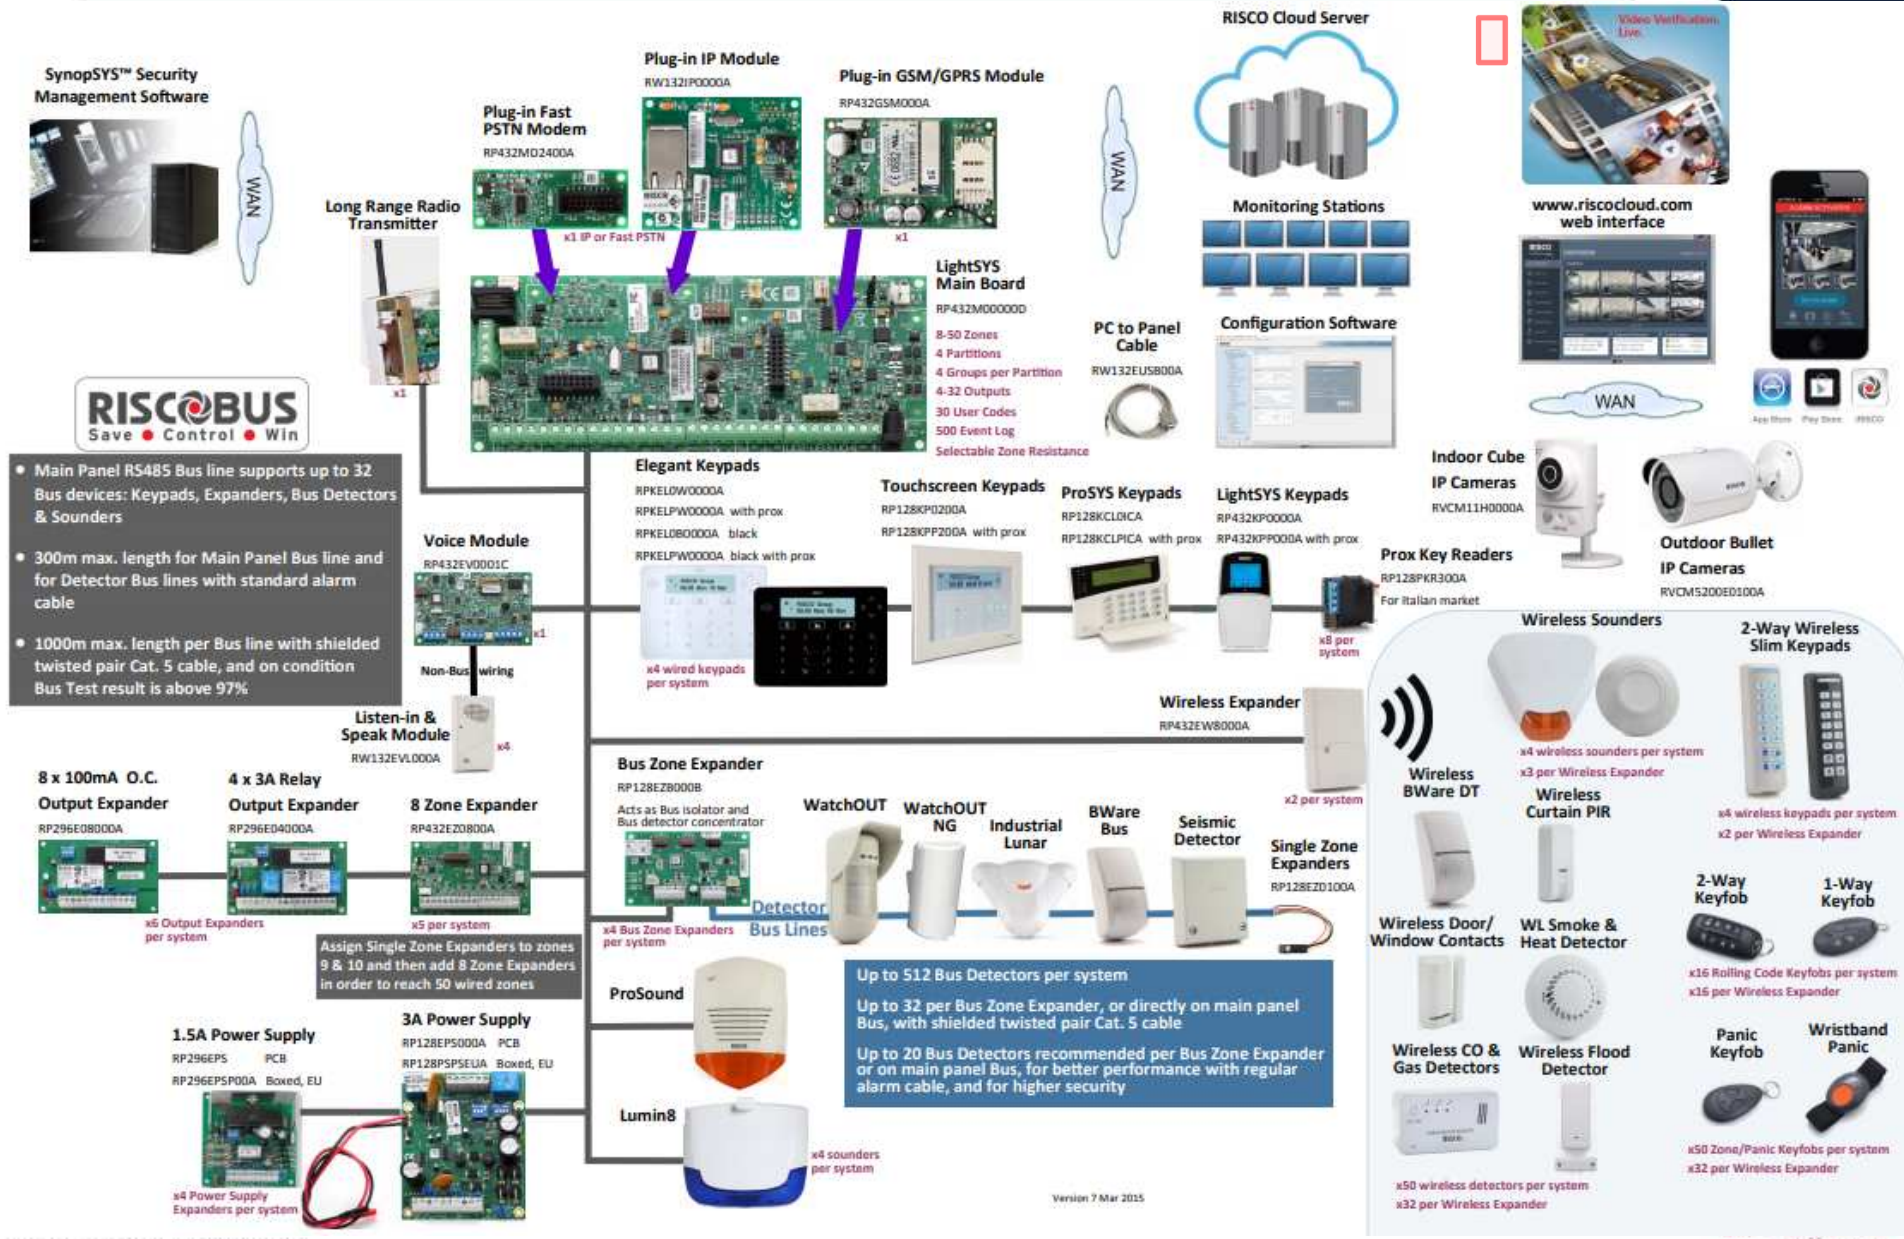 SynopSYS™ Security
Management Software
WAN
Long Range Radio
Transmitter
x1
Plug-in Fast
PSTN Modem
RP432MD2400A
x1 IP or Fast PSTN
Plug-in IP Module
RW132IP0000A
Plug-in GSM/GPRS Module
RP432GSM000A
x1
WAN
LightSYS
Main Board
RP432M00000D
8-50 Zones
4 Partitions
4 Groups per Partition
4-32 Outputs
30 User Codes
500 Event Log
Selectable Zone Resistance
PC to Panel
Cable
RW132EUSB00A
RISCO Cloud Server
Monitoring Stations
Configuration Software
Video Verification.
Live.
www.riscocloud.com
web interface
App Store
Play Store
iRISCO
WAN
RISCOBUS
Save • Control • Win
• Main Panel RS485 Bus line supports up to 32
Bus devices: Keypads, Expanders, Bus Detectors
& Sounders
• 300m max. length for Main Panel Bus line and
for Detector Bus lines with standard alarm
cable
• 1000m max. length per Bus line with shielded
twisted pair Cat. 5 cable, and on condition
Bus Test result is above 97%
Voice Module
RP432EV0001C
x1
Non-Bus wiring
Listen-in &
Speak Module
RW132EVL000A
x4
Elegant Keypads
RPKEL0W0000A
RPKELPW0000A with prox
RPKEL0B0000A black
RPKELPW0000A black with prox
x4 wired keypads
per system
Touchscreen Keypads
RP128KP0200A
RP128KPP200A with prox
ProSYS Keypads
RP128KCL0ICA
RP128KCLPICA with prox
LightSYS Keypads
RP432KP0000A
RP432KPP000A with prox
Prox Key Readers
RP128PKR300A
For Italian market
x8 per
system
Indoor Cube
IP Cameras
RVCM11H0000A
Outdoor Bullet
IP Cameras
RVCM5200E0100A
Wireless Expander
RP432EW8000A
x2 per system
8 x 100mA O.C.
Output Expander
RP296E08000A
4 x 3A Relay
Output Expander
RP296E04000A
x6 Output Expanders
per system
8 Zone Expander
RP432EZ0800A
x5 per system
Assign Single Zone Expanders to zones
9 & 10 and then add 8 Zone Expanders
in order to reach 50 wired zones
Bus Zone Expander
RP128EZB000B
Acts as Bus isolator and
Bus detector concentrator
x4 Bus Zone Expanders
per system
Detector
Bus Lines
WatchOUT
WatchOUT
NG
Industrial
Lunar
BWare
Bus
Seismic
Detector
Single Zone
Expanders
RP128EZ0100A
Up to 512 Bus Detectors per system
Up to 32 per Bus Zone Expander, or directly on main panel
Bus, with shielded twisted pair Cat. 5 cable
Up to 20 Bus Detectors recommended per Bus Zone Expander
or on main panel Bus, for better performance with regular
alarm cable, and for higher security
ProSound
Lumin8
x4 sounders
per system
1.5A Power Supply
RP296EPS PCB
RP296EPSP00A Boxed, EU
x4 Power Supply
Expanders per system
3A Power Supply
RP128EPS000A PCB
RP128PSPSEUA Boxed, EU
Version 7 Mar 2015
Wireless Sounders
x4 wireless sounders per system
x3 per Wireless Expander
2-Way Wireless
Slim Keypads
x4 wireless keypads per system
x2 per Wireless Expander
Wireless
BWare DT
Wireless
Curtain PIR
2-Way
Keyfob
1-Way
Keyfob
x16 Rolling Code Keyfobs per system
x16 per Wireless Expander
Wireless Door/
Window Contacts
WL Smoke &
Heat Detector
Wireless CO &
Gas Detectors
Wireless Flood
Detector
Panic
Keyfob
Wristband
Panic
x50 Zone/Panic Keyfobs per system
x32 per Wireless Expander
x50 wireless detectors per system
x32 per Wireless Expander